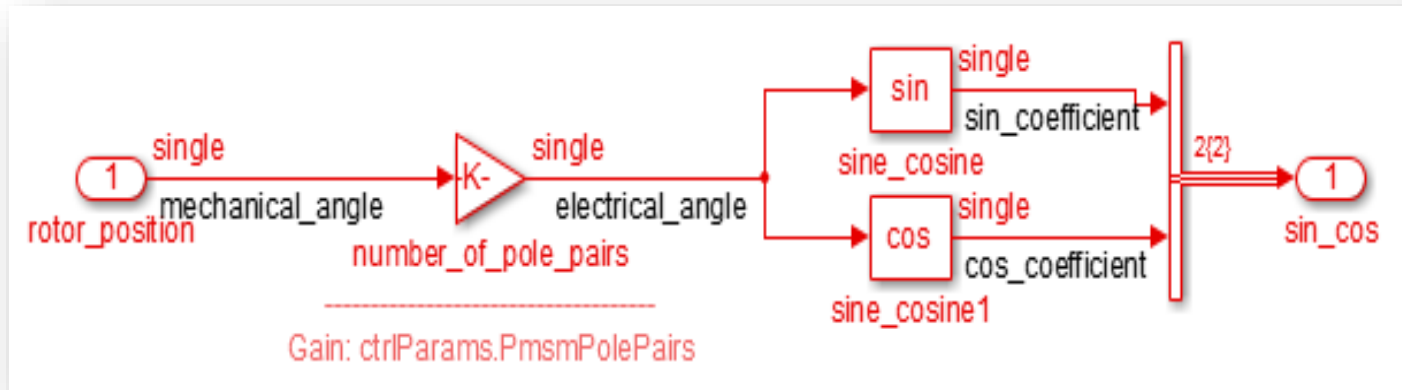 1
single
mechanical_angle
rotor_position
-K-
single
electrical_angle
number_of_pole_pairs
------------------------------------
Gain: ctrlParams.PmsmPolePairs
sin
single
sin_coefficient
sine_cosine
cos
single
cos_coefficient
sine_cosine1
2{2}
1
sin_cos